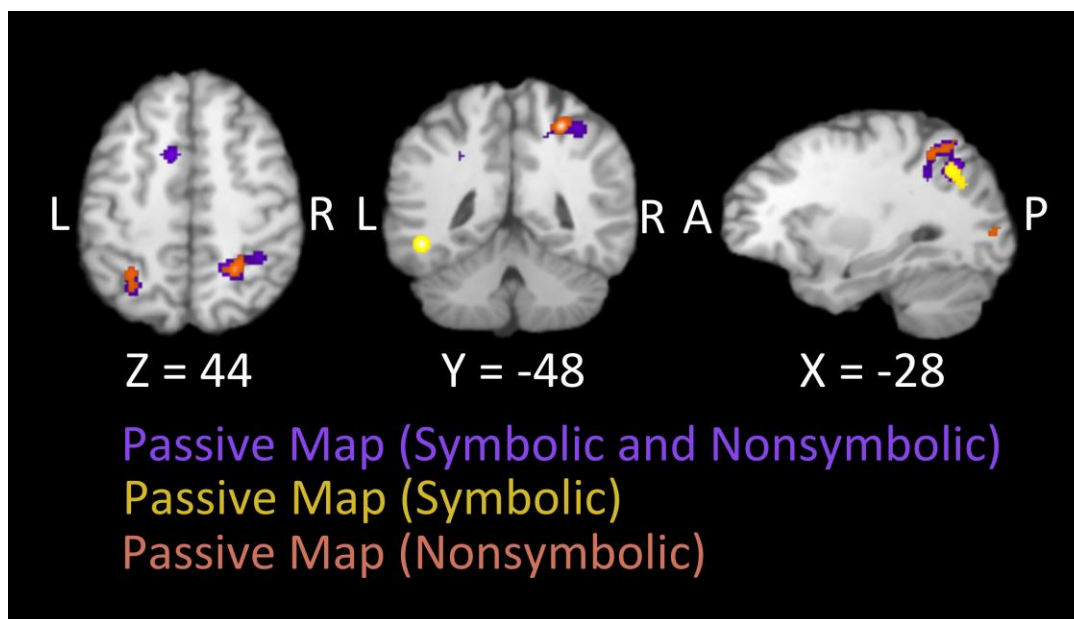 L R L R A P
Z = 44 Y = -48 X = -28
Passive Map (Symbolic and Nonsymbolic)
Passive Map (Symbolic)
Passive Map (Nonsymbolic)